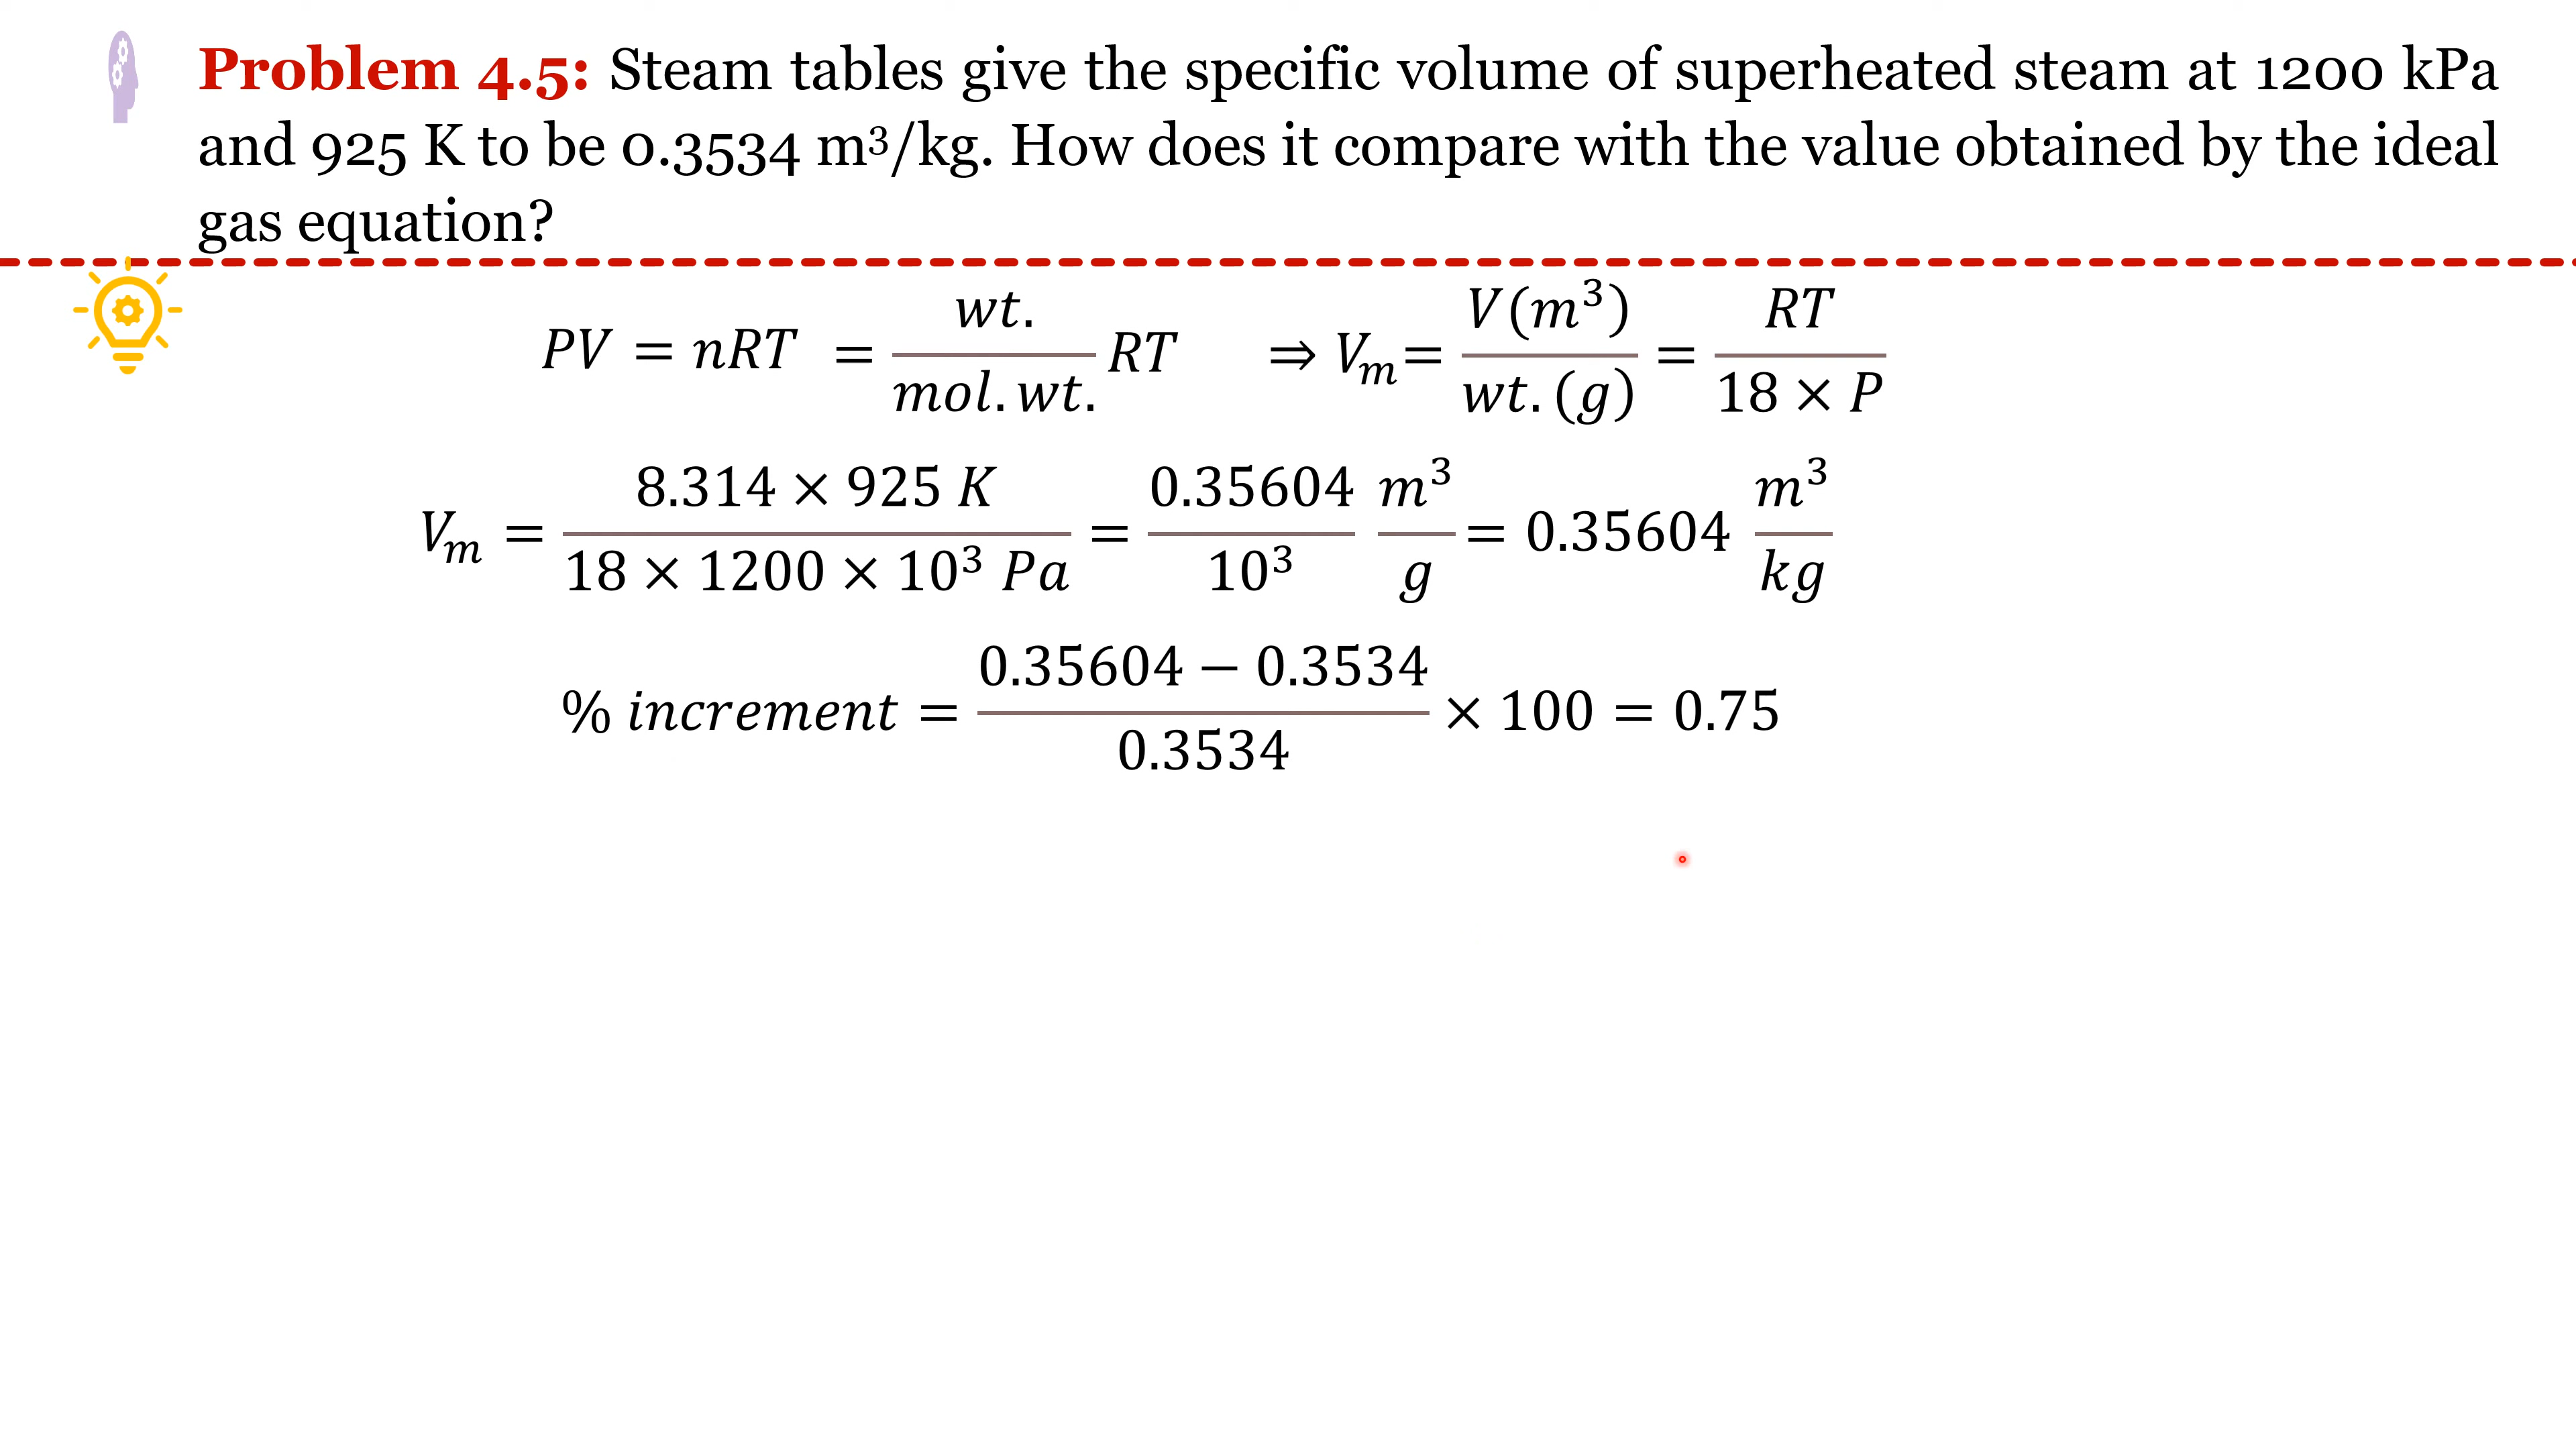 Problem 4.5: Steam tables give the specific volume of superheated steam at 1200 kPa
and 925 K to be 0.3534 m³/kg. How does it compare with the value obtained by the ideal
gas equation?
PV = nRT = wt. / mol. wt. RT ⇒ Vₘ = V(m³) / wt. (g) = RT / 18 × P
Vₘ = 8.314 × 925 K / 18 × 1200 × 10³ Pa = 0.35604 / 10³ m³ / g = 0.35604 m³ / kg
% increment = 0.35604 − 0.3534 / 0.3534 × 100 = 0.75